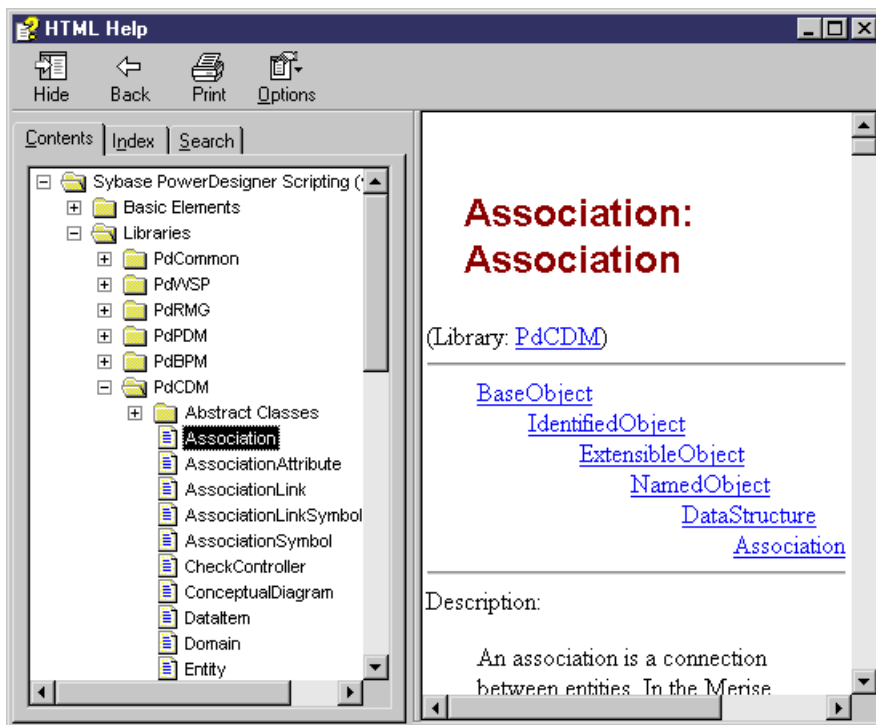 HTML Help
Hide Back Print Options
Contents Index Search
Sybase PowerDesigner Scripting (
Basic Elements
Libraries
PdCommon
PdWSP
PdRMG
PdPDM
PdBPM
PdCDM
Abstract Classes
Association
AssociationAttribute
AssociationLink
AssociationLinkSymbol
AssociationSymbol
CheckController
ConceptualDiagram
DataItem
Domain
Entity
Association:
Association
(Library: PdCDM)
BaseObject
IdentifiedObject
ExtensibleObject
NamedObject
DataStructure
Association
Description:
An association is a connection
between entities. In the Merise